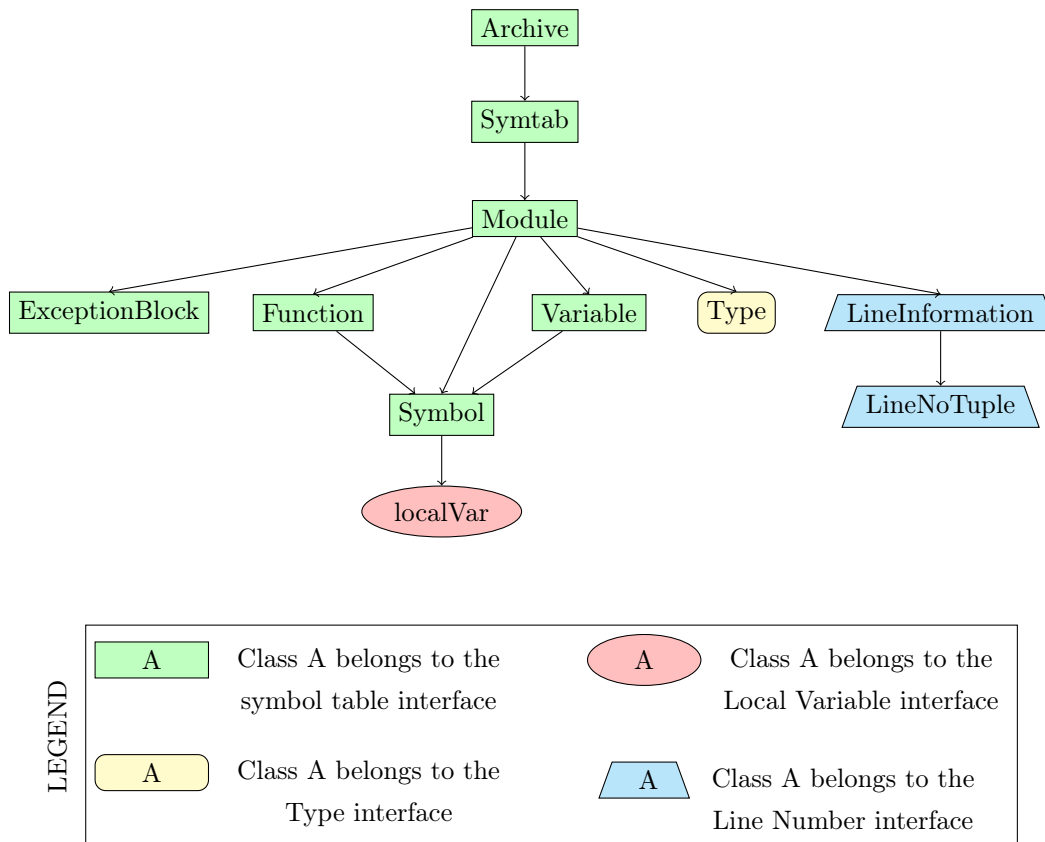 Archive
Symtab
Module
ExceptionBlock
Function
Variable
Type
LineInformation
Symbol
LineNoTuple
localVar
LEGEND
A
Class A belongs to the
symbol table interface
A
Class A belongs to the
Local Variable interface
A
Class A belongs to the
Type interface
A
Class A belongs to the
Line Number interface